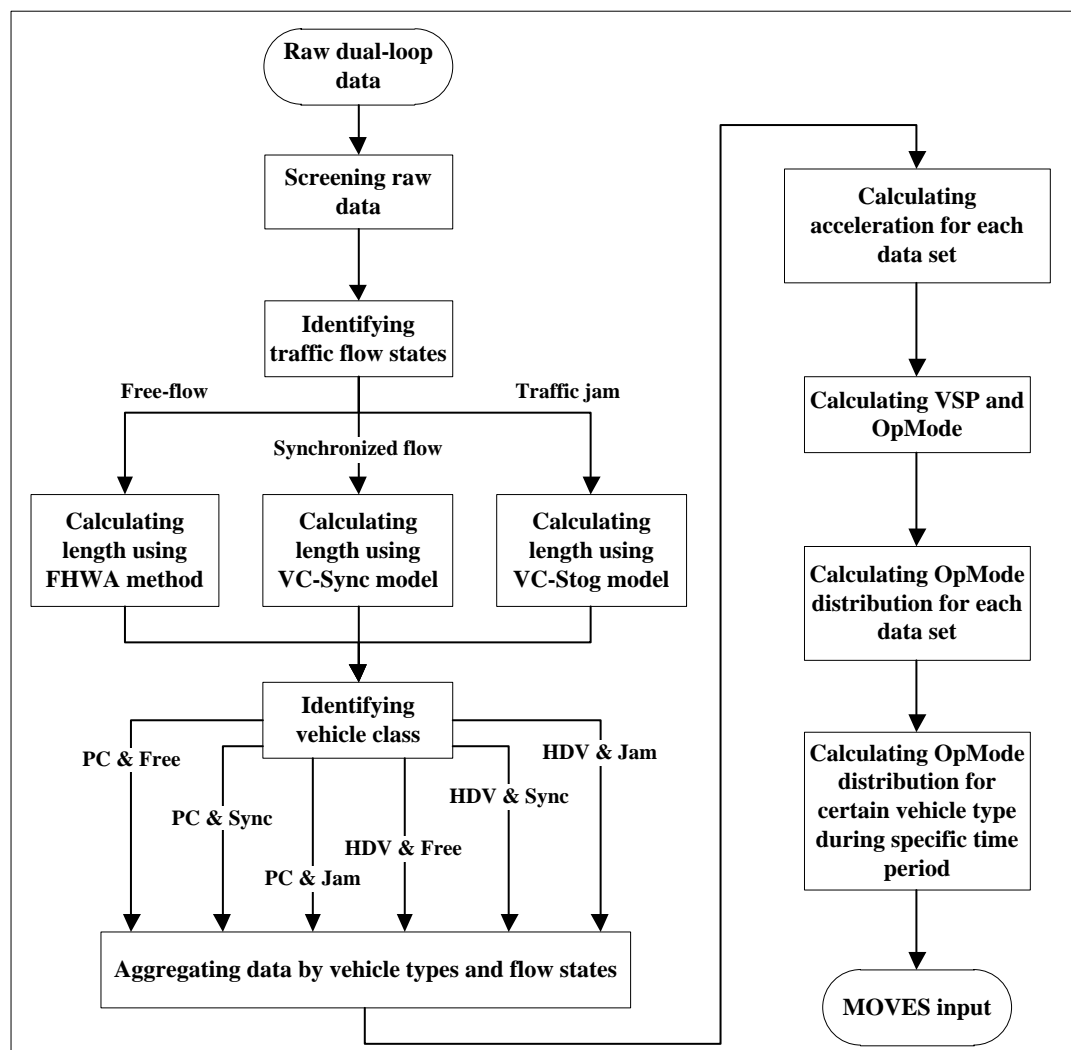 Raw dual-loop
data
Screening raw
data
Identifying
traffic flow states
Free-flow
Traffic jam
Synchronized flow
Calculating
length using
FHWA method
Calculating
length using
VC-Sync model
Calculating
length using
VC-Stog model
Identifying
vehicle class
PC & Free
PC & Sync
PC & Jam
HDV & Free
HDV & Sync
HDV & Jam
Aggregating data by vehicle types and flow states
Calculating
acceleration for each
data set
Calculating VSP and
OpMode
Calculating OpMode
distribution for each
data set
Calculating OpMode
distribution for
certain vehicle type
during specific time
period
MOVES input